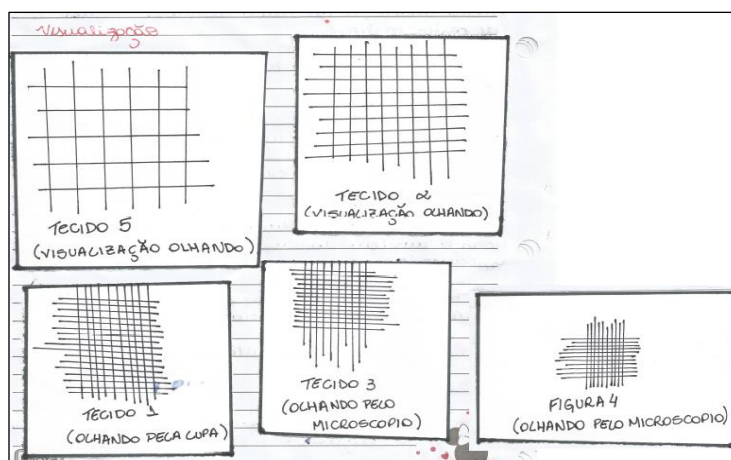 Visualização
TECIDO 5
(VISUALIZAÇÃO OLHANDO)
TECIDO 2
(VISUALIZAÇÃO OLHANDO)
TECIDO 1
(OLHANDO PELA LUPA)
TECIDO 3
(OLHANDO PELO
MICROSCOPIO)
FIGURA 4
(OLHANDO PELO MICROSCOPIO)